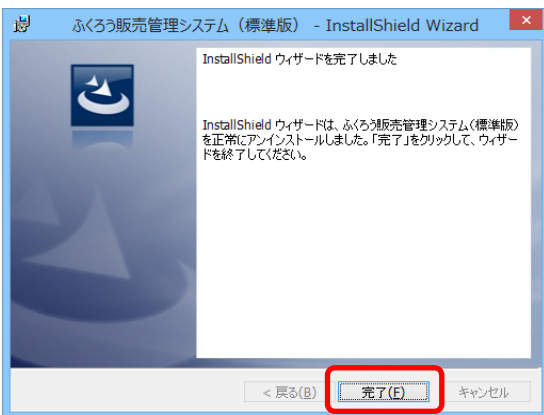 ふくろう販売管理システム（標準版） - InstallShield Wizard
InstallShield ウィザードを完了しました
InstallShield ウィザードは、ふくろう販売管理システム（標準版）
を正常にアンインストールしました。「完了」をクリックして、ウィザー
ドを終了してください。
< 戻る(B) 完了(F) キャンセル